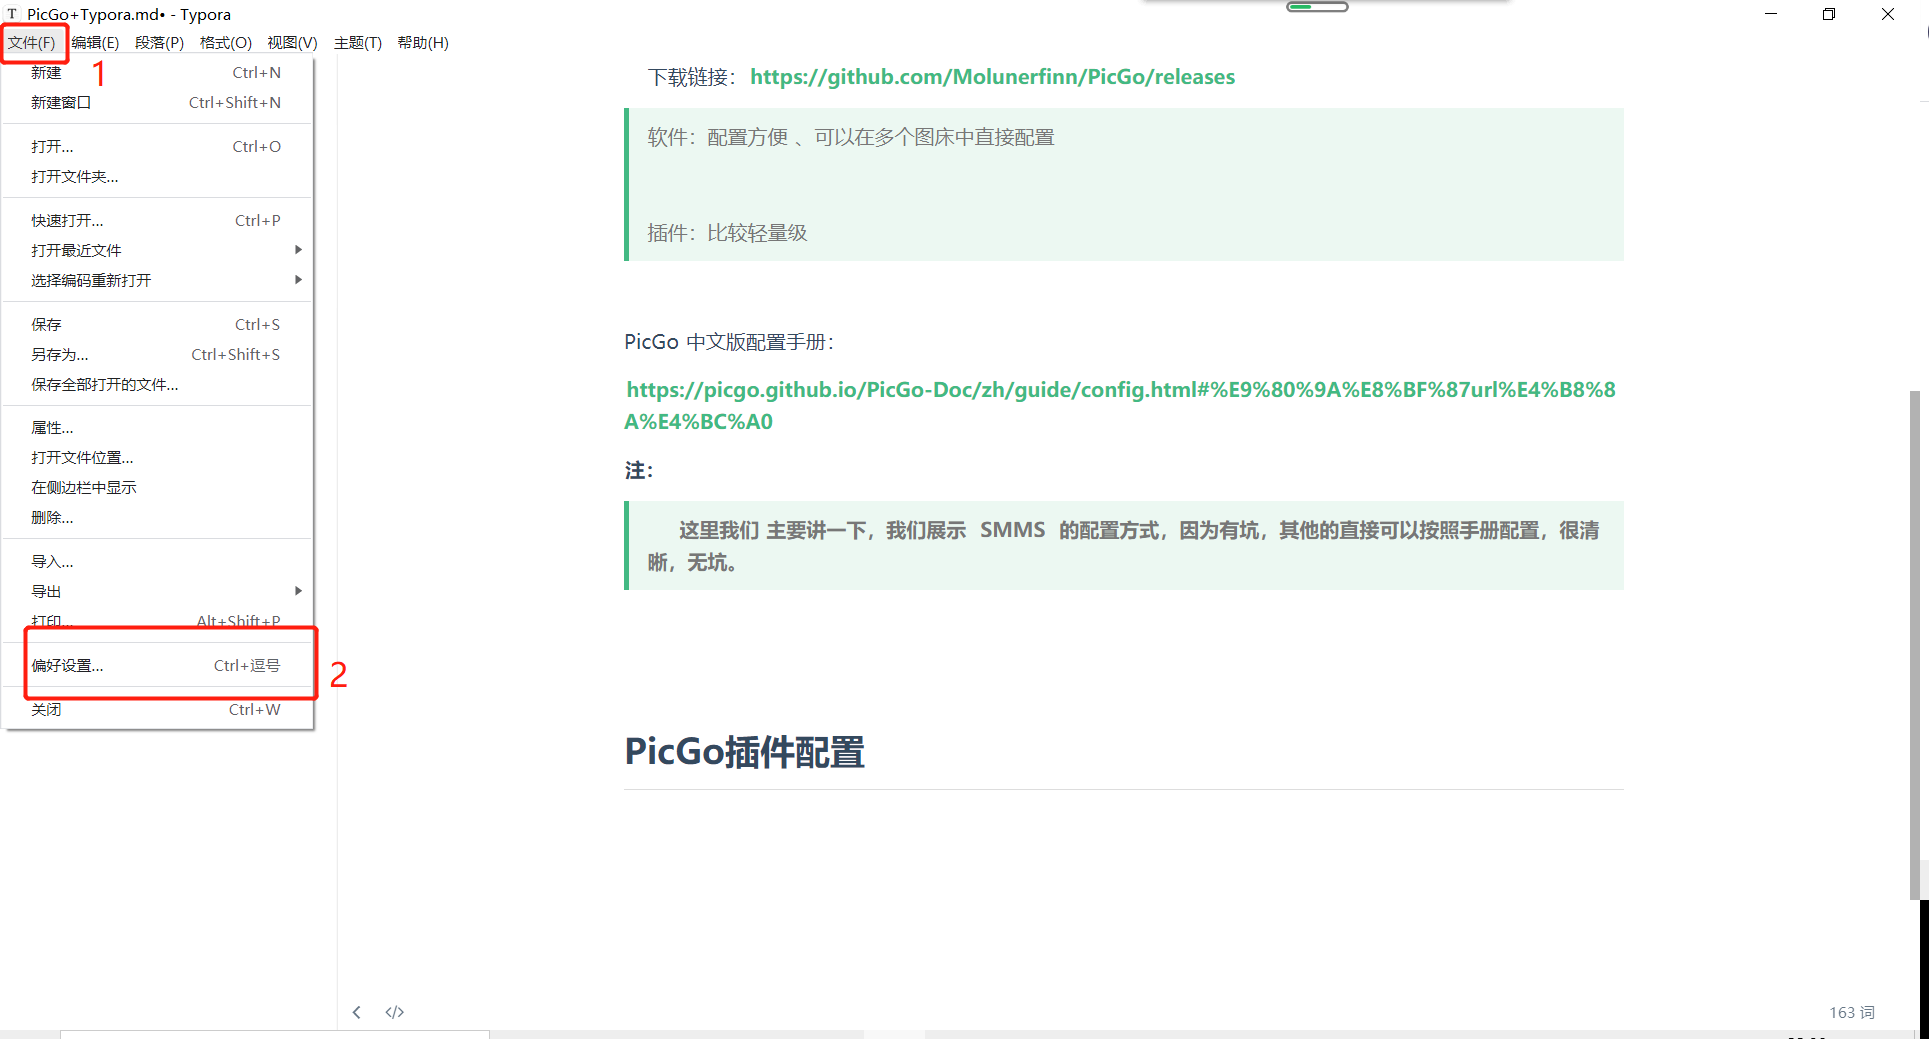 T PicGo+Typora.md• - Typora
文件(F) 编辑(E) 段落(P) 格式(O) 视图(V) 主题(T) 帮助(H)
1
新建 Ctrl+N
新建窗口 Ctrl+Shift+N
打开... Ctrl+O
打开文件夹...
快速打开... Ctrl+P
打开最近文件
选择编码重新打开
保存 Ctrl+S
另存为... Ctrl+Shift+S
保存全部打开的文件...
属性...
打开文件位置...
在侧边栏中显示
删除...
导入...
导出
打印... Alt+Shift+P
偏好设置... Ctrl+逗号
2
关闭 Ctrl+W
下载链接：https://github.com/Molunerfinn/PicGo/releases
软件：配置方便 、可以在多个图床中直接配置
插件：比较轻量级
PicGo 中文版配置手册：
https://picgo.github.io/PicGo-Doc/zh/guide/config.html#%E9%80%9A%E8%BF%87url%E4%B8%8
A%E4%BC%A0
注：
这里我们 主要讲一下，我们展示 SMMS 的配置方式，因为有坑，其他的直接可以按照手册配置，很清
晰，无坑。
PicGo插件配置
</>
163 词